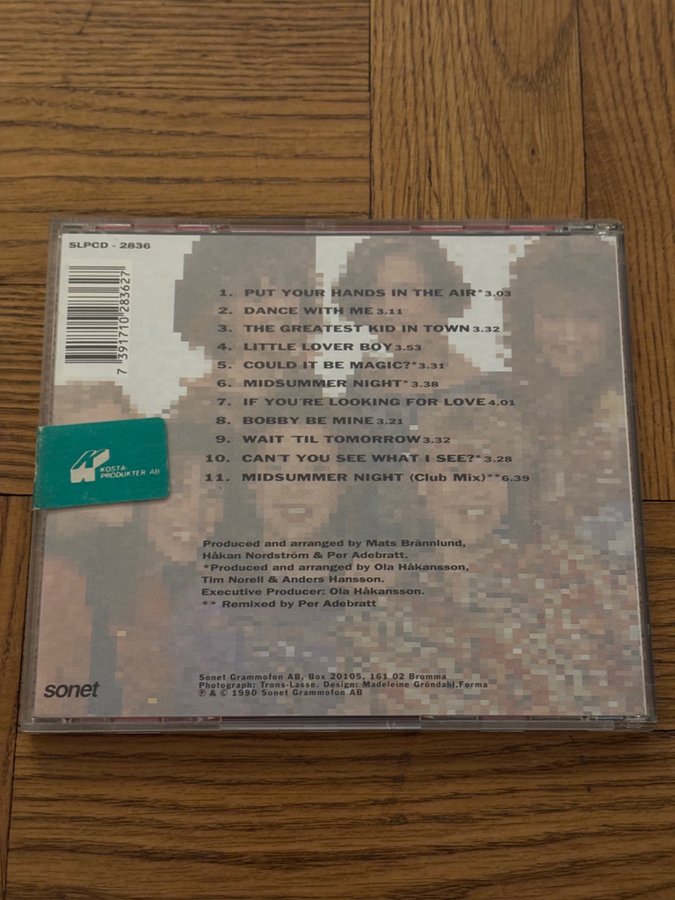 SLPCD - 2836
7 391710 283627
1. PUT YOUR HANDS IN THE AIR*3.03
2. DANCE WITH ME 3.11
3. THE GREATEST KID IN TOWN 3.32
4. LITTLE LOVER BOY 3.53
5. COULD IT BE MAGIC?*3.31
6. MIDSUMMER NIGHT*3.38
7. IF YOU'RE LOOKING FOR LOVE 4.01
8. BOBBY BE MINE 3.21
9. WAIT 'TIL TOMORROW 3.32
10. CAN'T YOU SEE WHAT I SEE?*3.28
11. MIDSUMMER NIGHT (Club Mix)**6.39
KOSTA
PRODUKTER AB
Produced and arranged by Mats Brännlund,
Håkan Nordström & Per Adebratt.
*Produced and arranged by Ola Håkansson,
Tim Norell & Anders Hansson.
Executive Producer: Ola Håkansson.
** Remixed by Per Adebratt
sonet
Sonet Grammofon AB, Box 20105, 161 02 Bromma
Photograph: Trons-Lasse. Design: Madeleine Gröndahl,Forma
℗ & © 1990 Sonet Grammofon AB